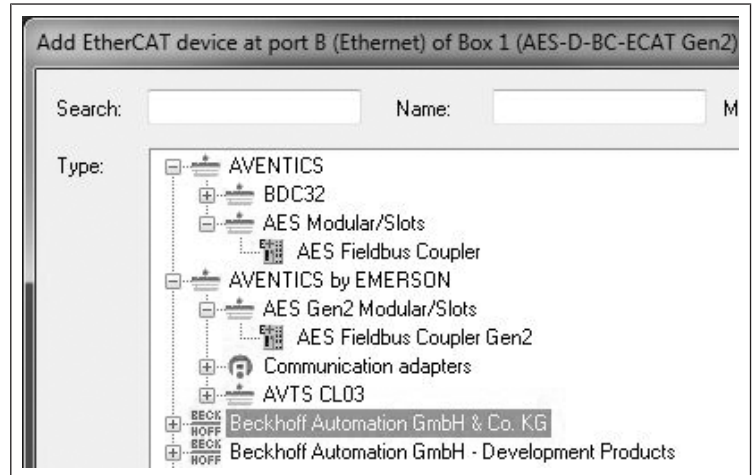 Add EtherCAT device at port B (Ethernet) of Box 1 (AES-D-BC-ECAT Gen2)
Search: Name: M
Type:
AVENTICS
BDC32
AES Modular/Slots
AES Fieldbus Coupler
AVENTICS by EMERSON
AES Gen2 Modular/Slots
AES Fieldbus Coupler Gen2
Communication adapters
AVTS CL03
BECK
HOFF
Beckhoff Automation GmbH & Co. KG
BECK
HOFF
Beckhoff Automation GmbH - Development Products